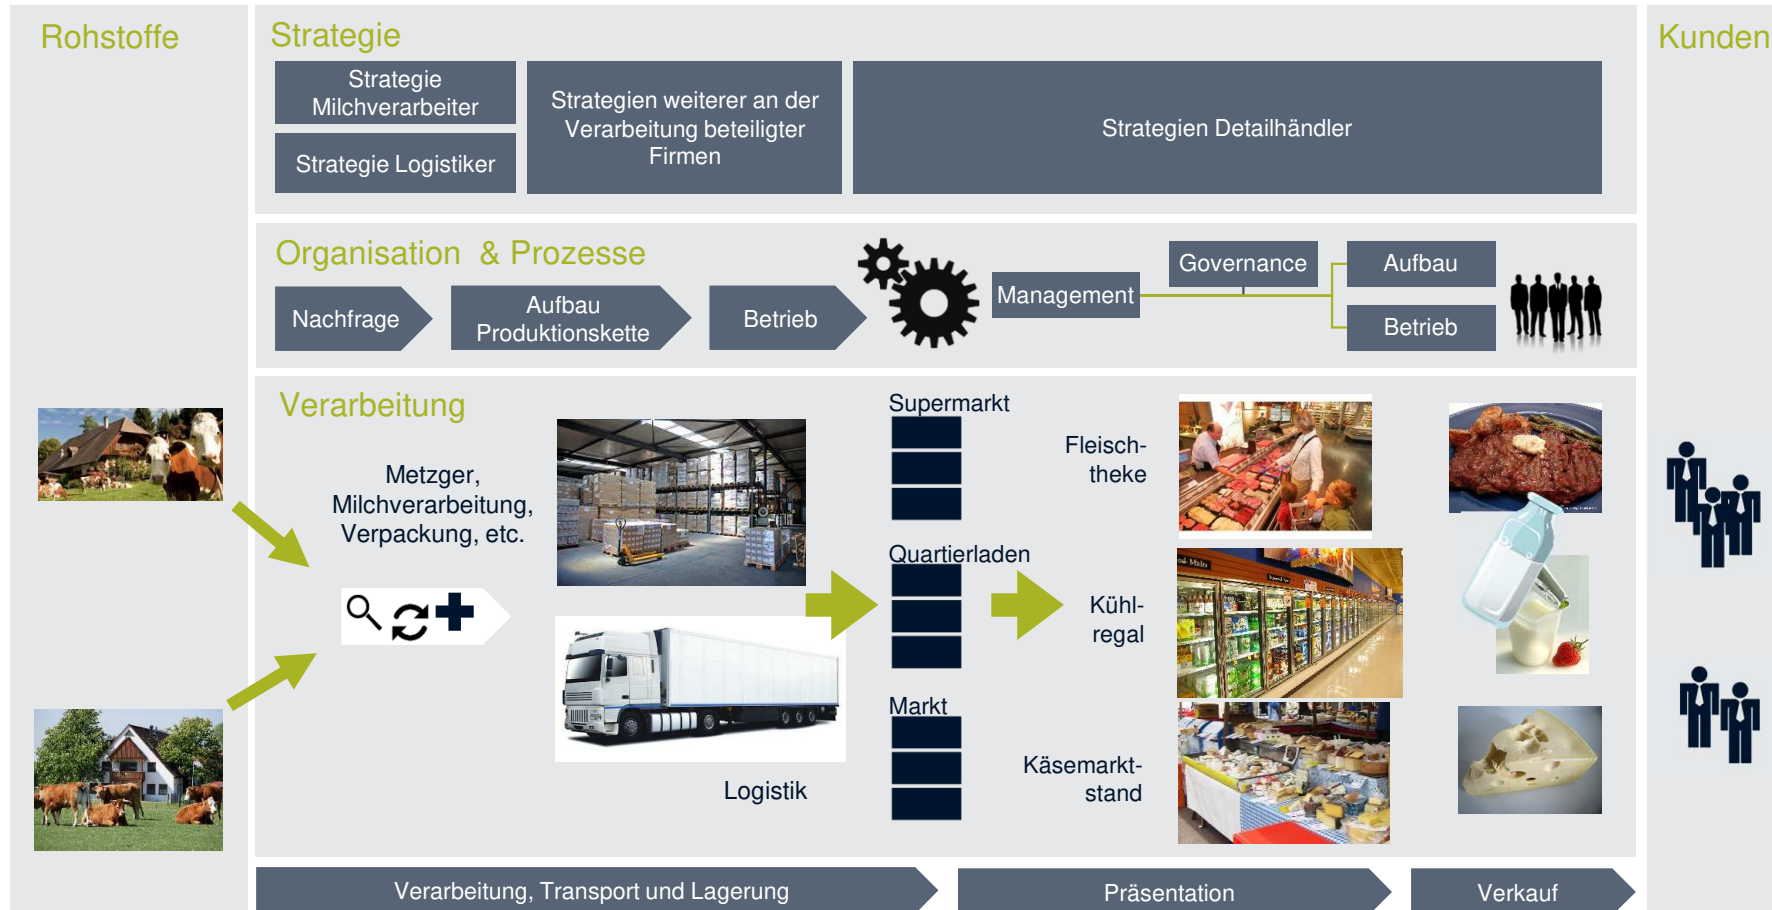 Rohstoffe
Strategie
Kunden
Strategie
Milchverarbeiter
Strategie Logistiker
Strategien weiterer an der
Verarbeitung beteiligter
Firmen
Strategien Detailhändler
Organisation & Prozesse
Nachfrage
Aufbau
Produktionskette
Betrieb
Management
Governance
Aufbau
Betrieb
Verarbeitung
Metzger,
Milchverarbeitung,
Verpackung, etc.
Logistik
Supermarkt
Quartierladen
Markt
Fleisch-
theke
Kühl-
regal
Käsemarkt-
stand
Verarbeitung, Transport und Lagerung
Präsentation
Verkauf